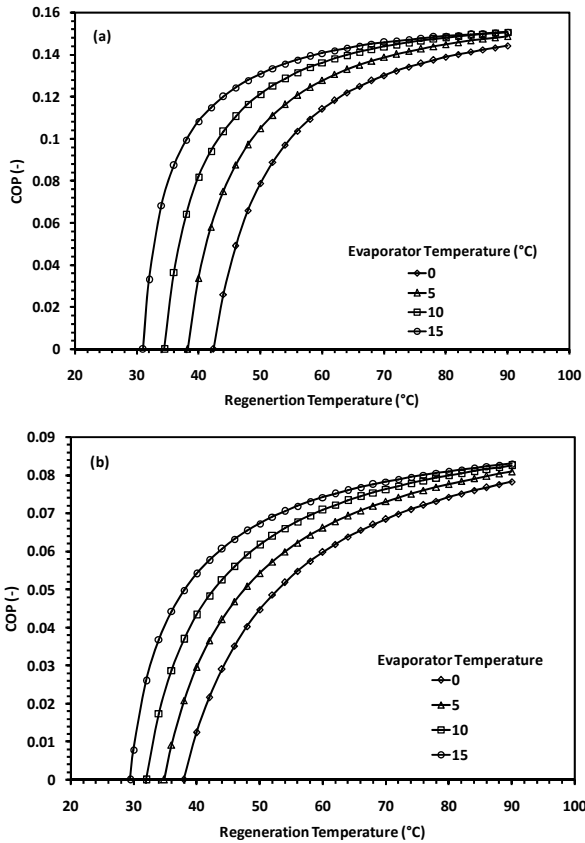 (a)
0.16
0.14
0.12
0.1
0.08
0.06
0.04
0.02
0
COP (-)
Evaporator Temperature (°C)
0
5
10
15
20 30 40 50 60 70 80 90 100
Regenertion Temperature (°C)
(b)
0.09
0.08
0.07
0.06
0.05
0.04
0.03
0.02
0.01
0
COP (-)
Evaporator Temperature
0
5
10
15
20 30 40 50 60 70 80 90 100
Regeneration Temperature (°C)